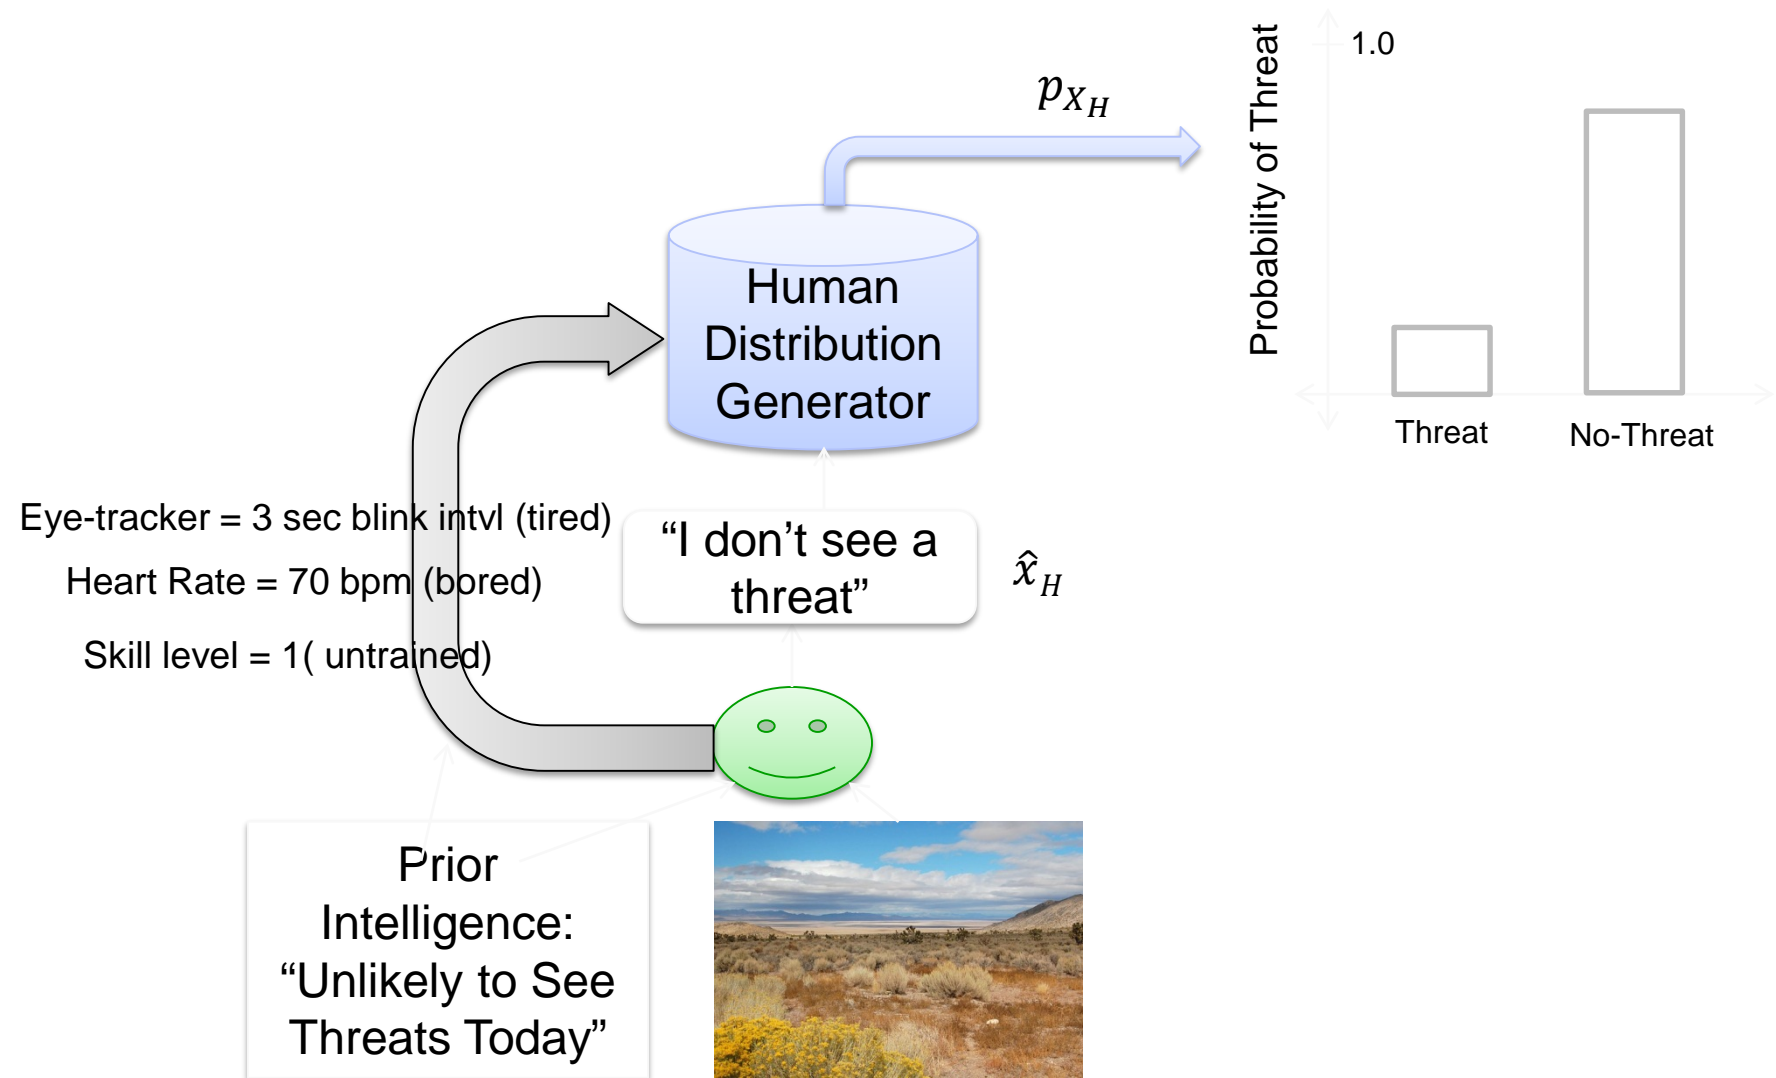 1.0
Probability of Threat
Threat
No-Threat
𝑝_{𝑋_𝐻}
Human
Distribution
Generator
Eye-tracker = 3 sec blink intvl (tired)
Heart Rate = 70 bpm (bored)
Skill level = 1( untrained)
“I don’t see a
threat”
x̂_H
Prior
Intelligence:
“Unlikely to See
Threats Today”